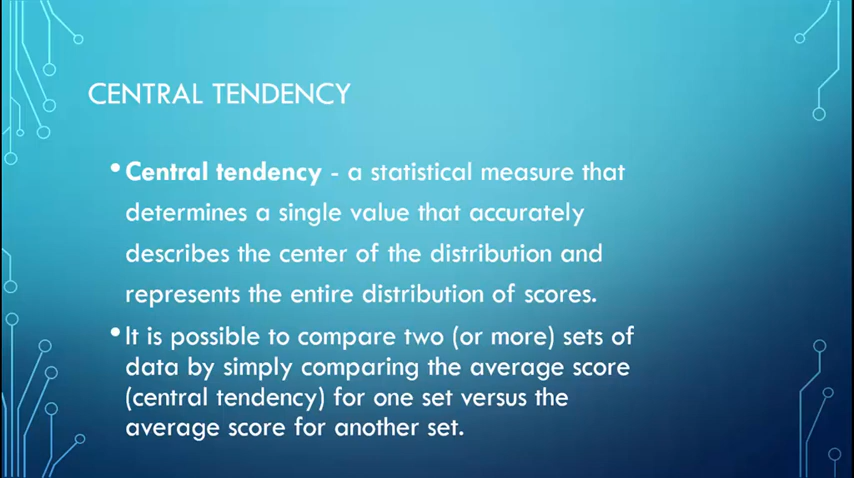 CENTRAL TENDENCY
•Central tendency - a statistical measure that
determines a single value that accurately
describes the center of the distribution and
represents the entire distribution of scores.
•It is possible to compare two (or more) sets of
data by simply comparing the average score
(central tendency) for one set versus the
average score for another set.